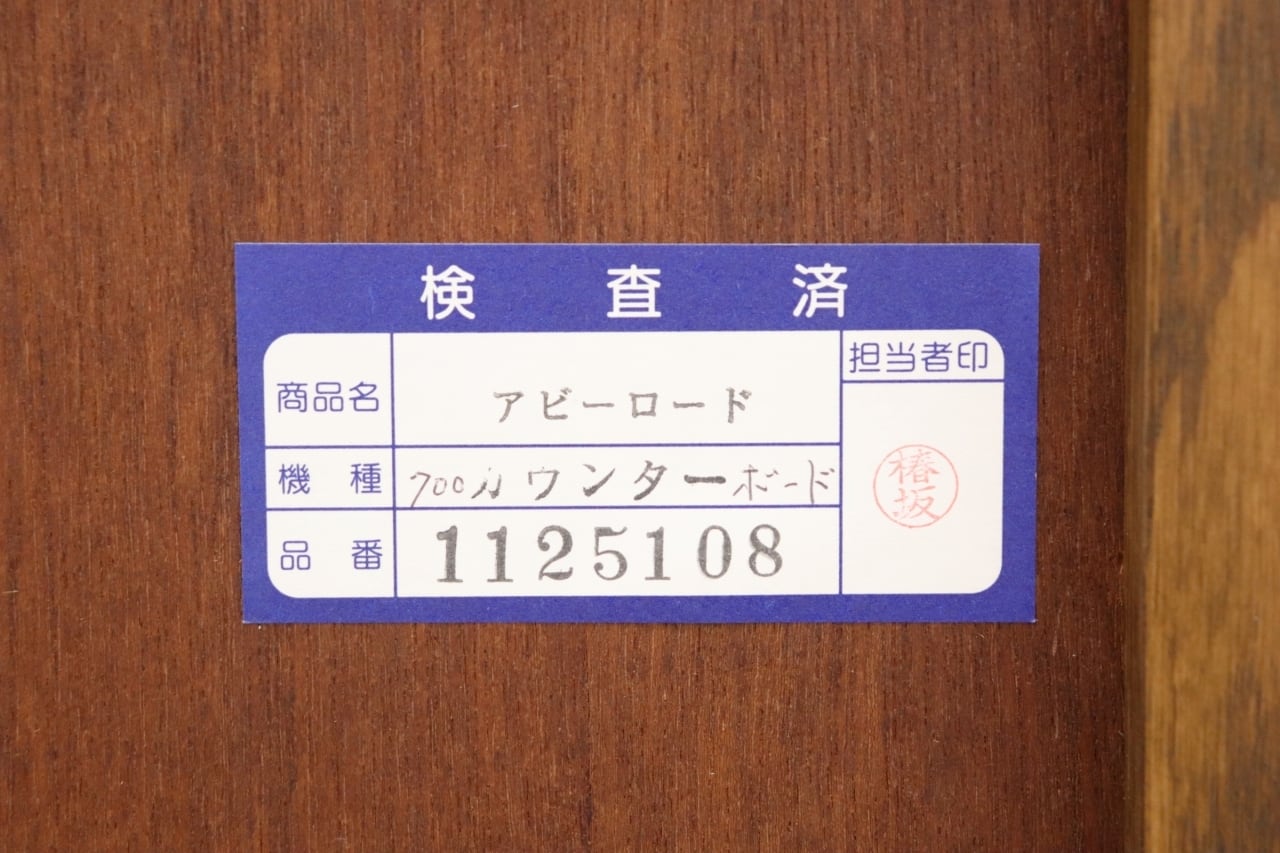 検査済
商品名 アビーロード
機種 700カウンターボード
品番 1125108
担当者印
椿坂